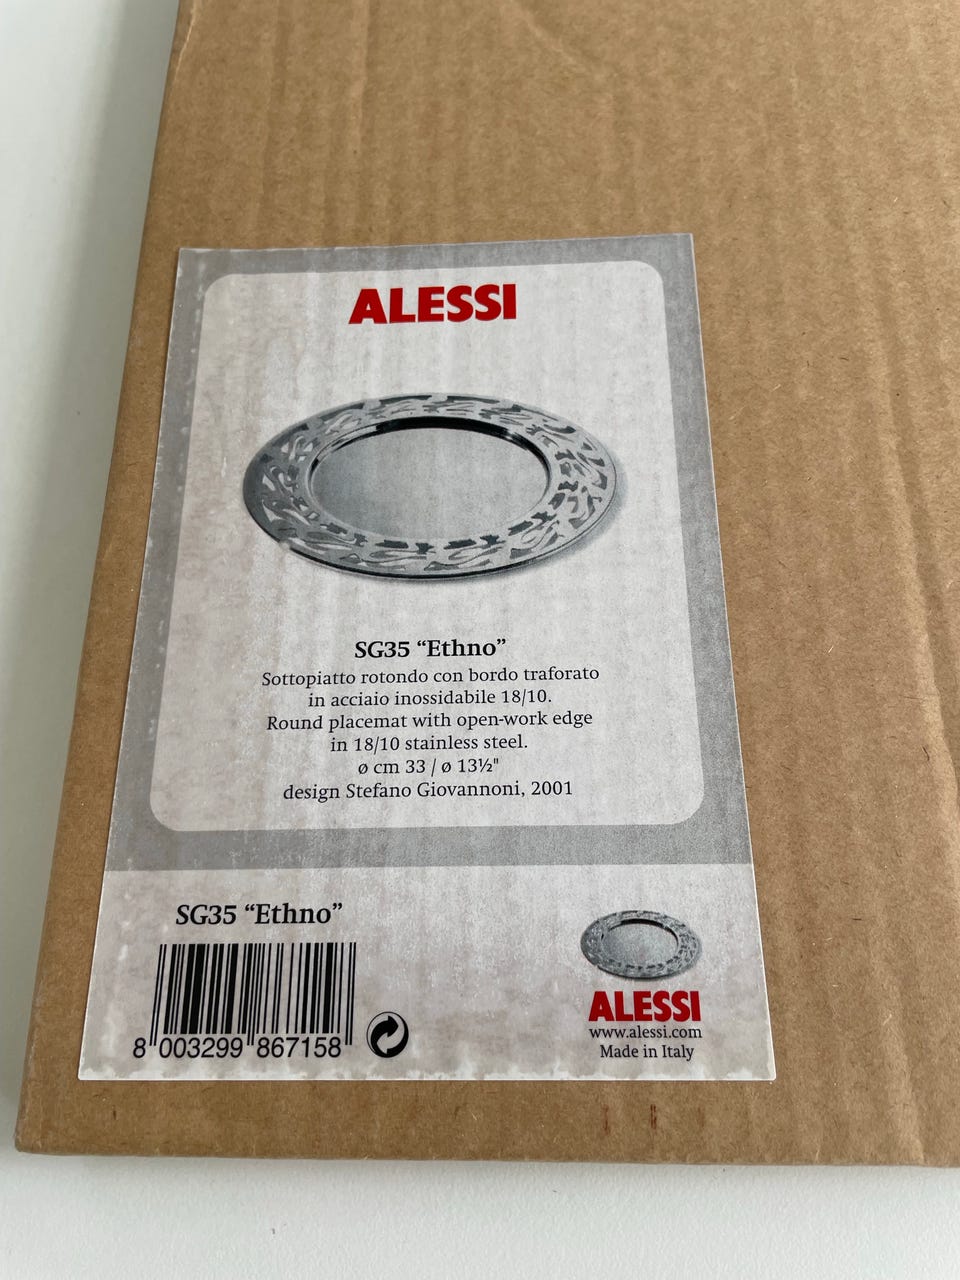 ALESSI
SG35 “Ethno”
Sottopiatto rotondo con bordo traforato
in acciaio inossidabile 18/10.
Round placemat with open-work edge
in 18/10 stainless steel.
ø cm 33 / ø 13½"
design Stefano Giovannoni, 2001
SG35 “Ethno”
8 003299 867158
ALESSI
www.alessi.com
Made in Italy